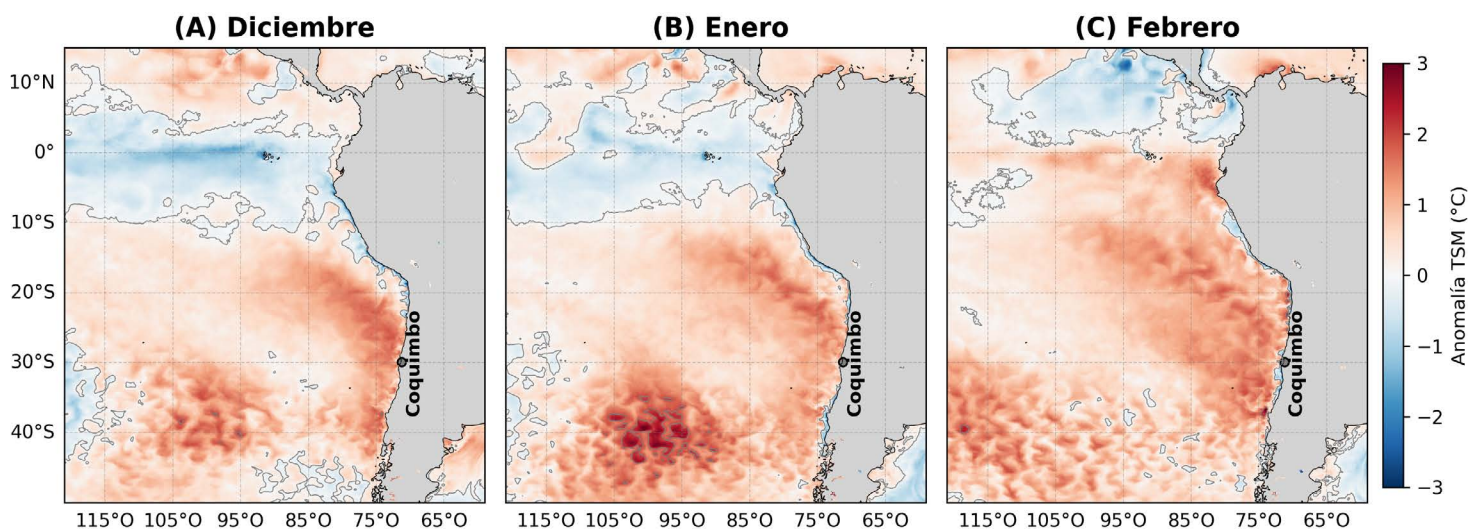 (A) Diciembre
(B) Enero
(C) Febrero
10°N
0°
10°S
20°S
30°S
40°S
Coquimbo
Coquimbo
Coquimbo
115°O 105°O 95°O 85°O 75°O 65°O
115°O 105°O 95°O 85°O 75°O 65°O
115°O 105°O 95°O 85°O 75°O 65°O
3
2
1
0
−1
−2
−3
Anomalía TSM (°C)